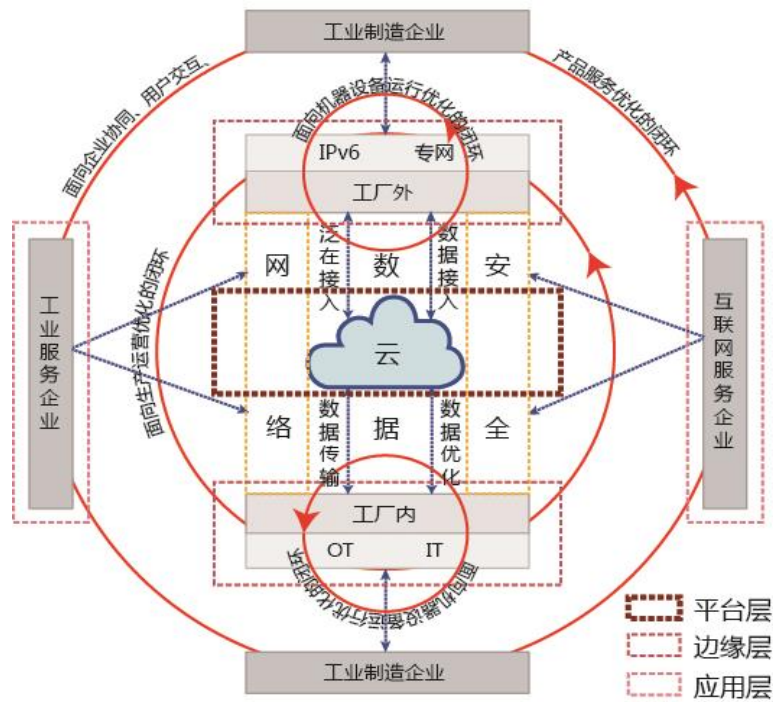 工业制造企业
面向企业协同、用户交互、
产品服务优化的闭环
面向机器设备运行优化的闭环
IPv6 专网
工厂外
泛在接入
数据接入
网 数 安
面向生产运营优化的闭环
工业服务企业
云
互联网服务企业
络 据 全
数据传输
数据优化
工厂内
OT IT
面向机器设备运行优化的闭环
工业制造企业
平台层
边缘层
应用层